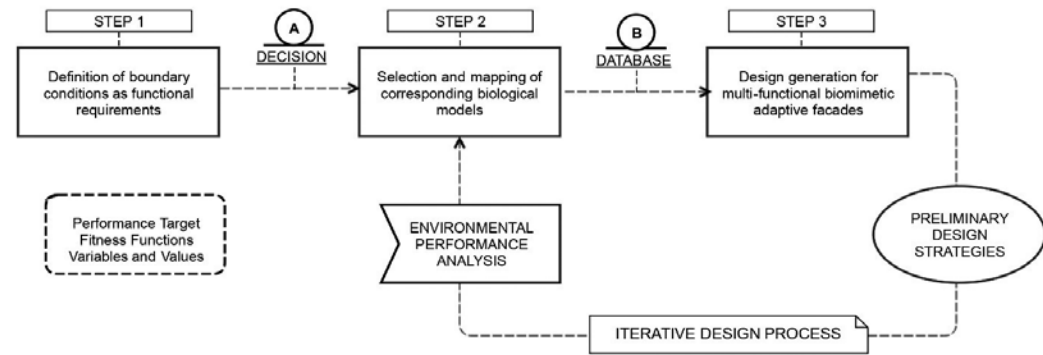 STEP 1
A
DECISION
STEP 2
B
DATABASE
STEP 3
Definition of boundary
conditions as functional
requirements
Selection and mapping of
corresponding biological
models
Design generation for
multi-functional biomimetic
adaptive facades
Performance Target
Fitness Functions
Variables and Values
ENVIRONMENTAL
PERFORMANCE
ANALYSIS
PRELIMINARY
DESIGN
STRATEGIES
ITERATIVE DESIGN PROCESS